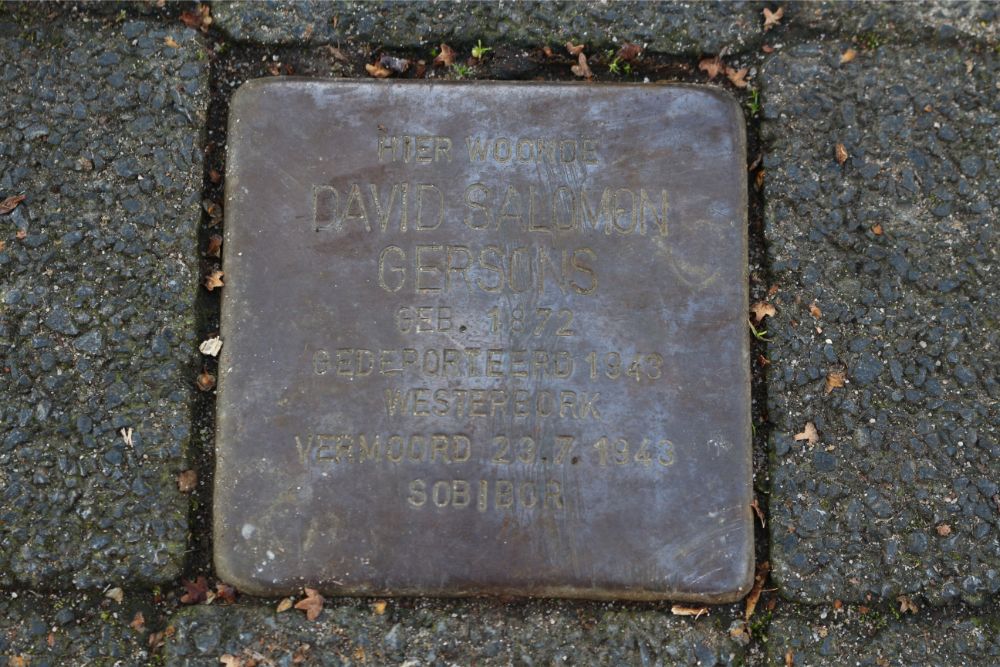 HIER WOONDE
DAVID SALOMON
GERSONS
GEB. 1872
GEDEPORTEERD 1943
WESTERBORK
VERMOORD 23.7.1943
SOBIBOR